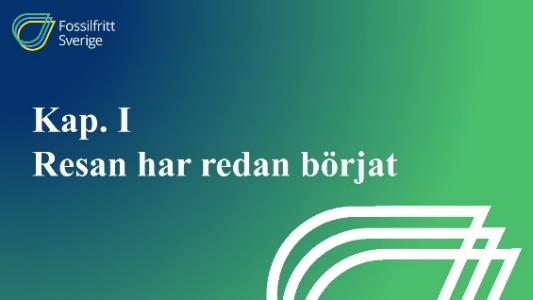 Fossilfritt
Sverige
Kap. I
Resan har redan börjat